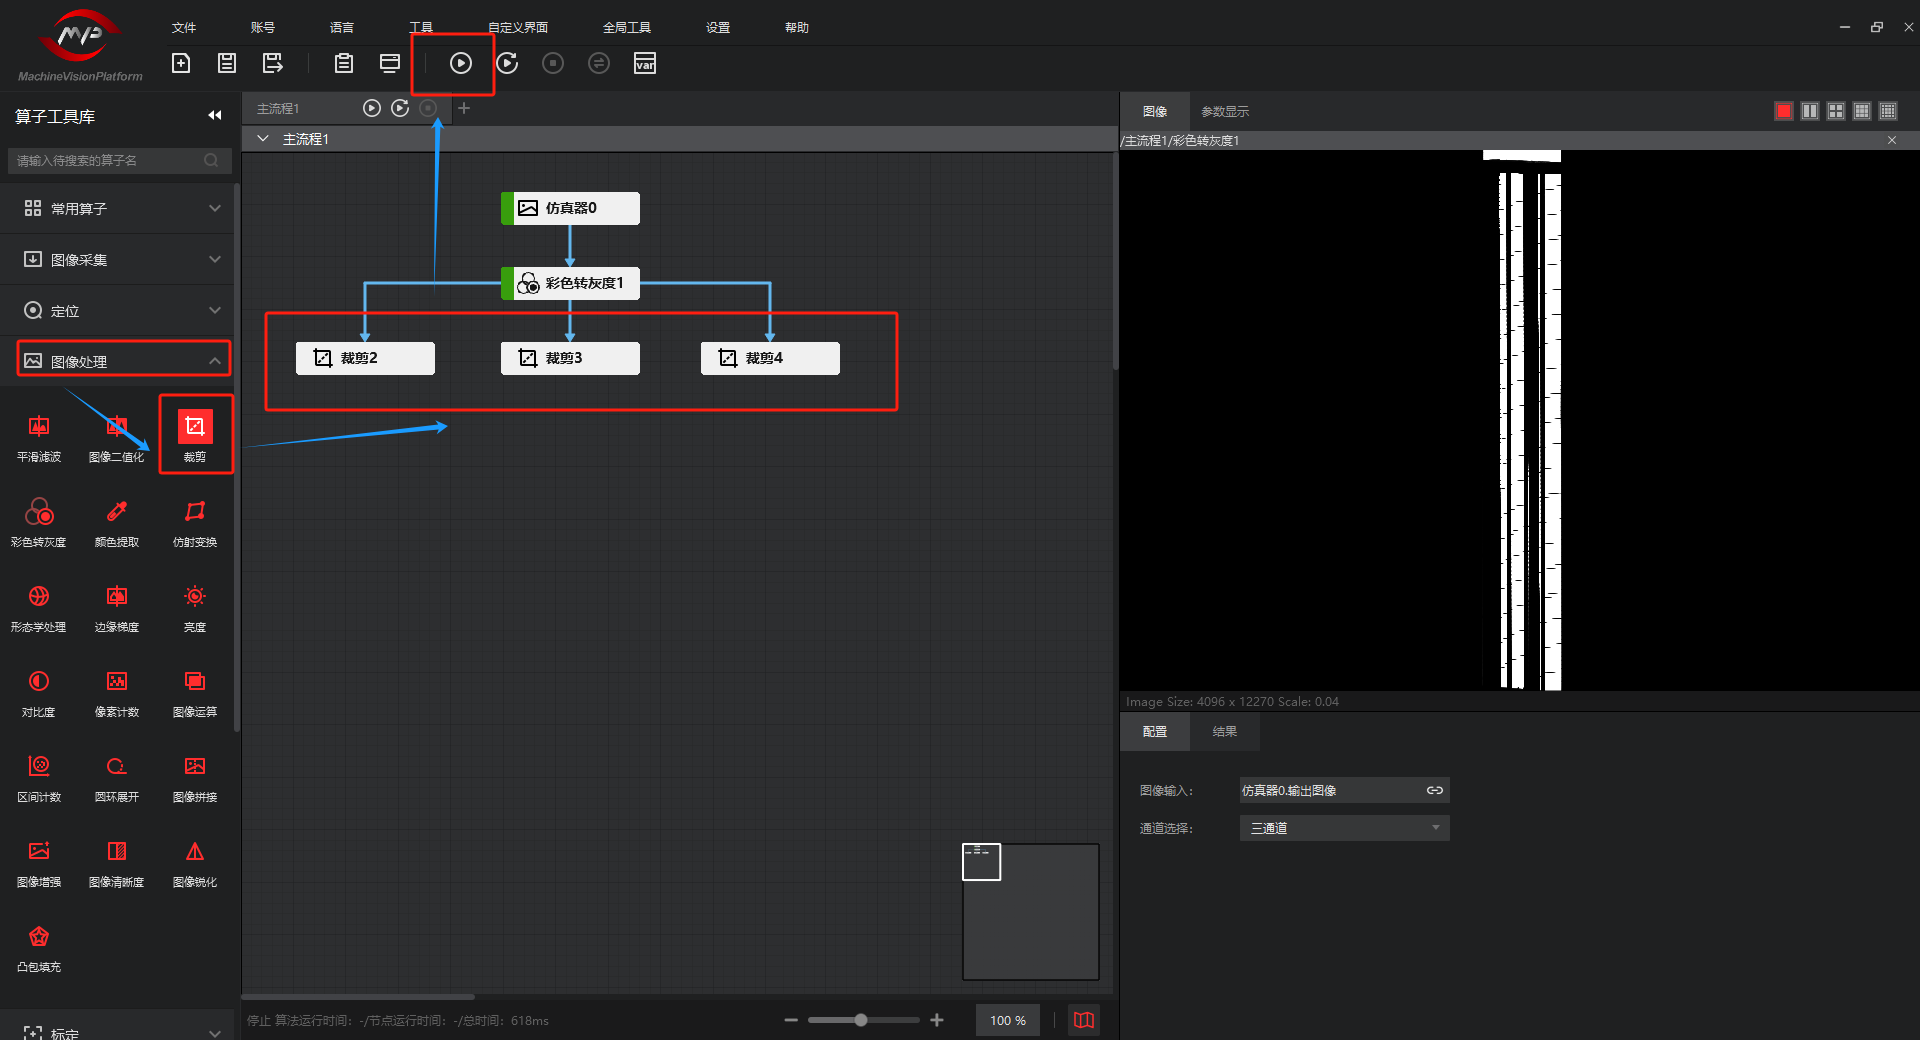 MVP
MachineVisionPlatform
文件 账号 语言 工具 自定义界面 全局工具 设置 帮助
var
算子工具库
请输入待搜索的算子名
常用算子
图像采集
定位
图像处理
平滑滤波 图像二值化 裁剪
彩色转灰度 颜色提取 仿射变换
形态学处理 边缘梯度 亮度
对比度 像素计数 图像运算
区间计数 圆环展开 图像拼接
图像增强 图像清晰度 图像锐化
凸包填充
标定
主流程1
主流程1
仿真器0
彩色转灰度1
裁剪2 裁剪3 裁剪4
停止 算法运行时间：-/节点运行时间：-/总时间：618ms
100 %
图像 参数显示
/主流程1/彩色转灰度1
Image Size: 4096 x 12270 Scale: 0.04
配置 结果
图像输入： 仿真器0.输出图像
通道选择： 三通道